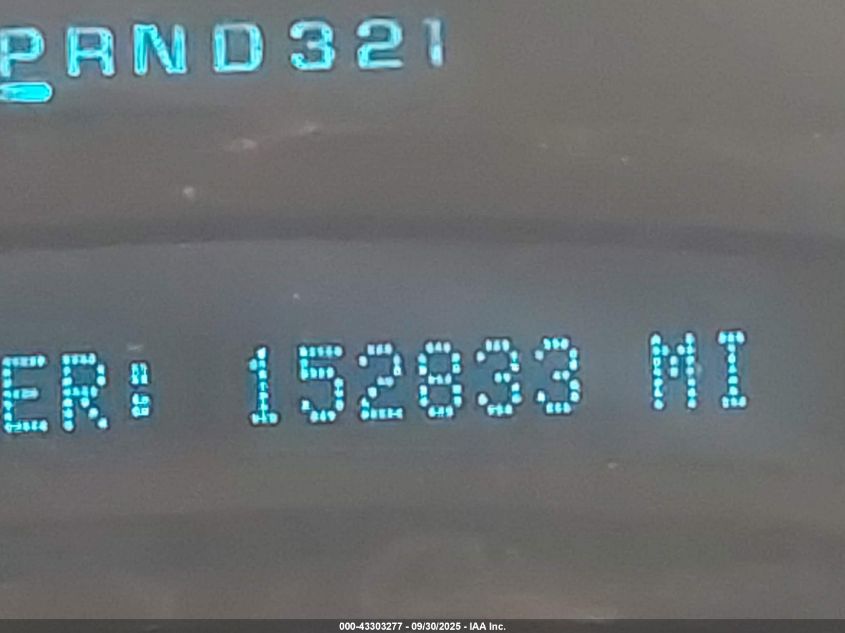 PRND321
ER: 152833 MI
000-43303277 - 09/30/2025 - IAA Inc.